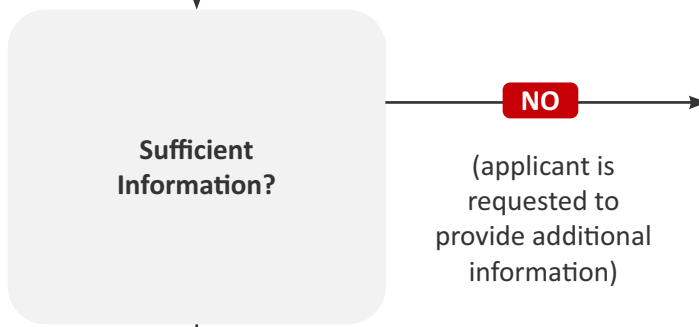 Sufficient
Information?
NO
(applicant is
requested to
provide additional
information)